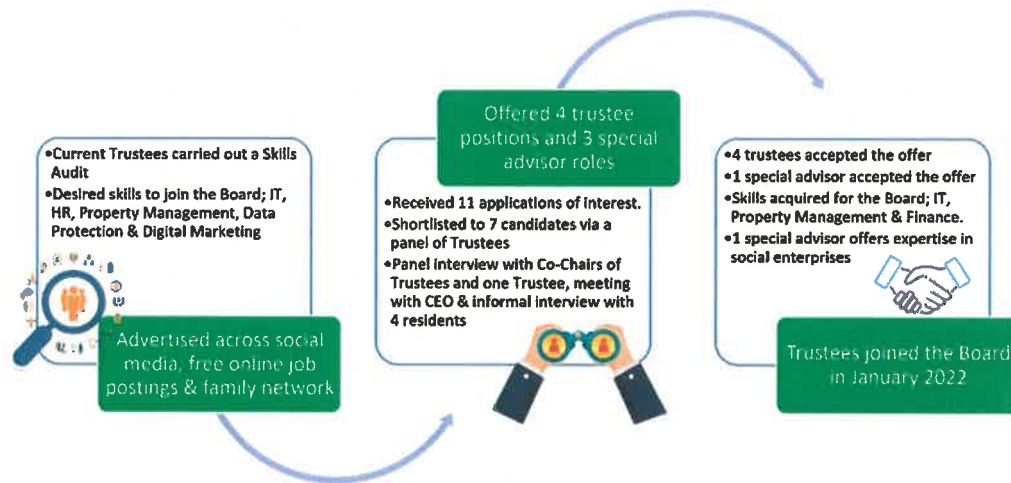 •Current Trustees carried out a Skills
Audit
•Desired skills to join the Board; IT,
HR, Property Management, Data
Protection & Digital Marketing
Advertised across social
media, free online job
postings & family network
Offered 4 trustee
positions and 3 special
advisor roles
•Received 11 applications of interest.
•Shortlisted to 7 candidates via a
panel of Trustees
•Panel interview with Co-Chairs of
Trustees and one Trustee, meeting
with CEO & informal interview with
4 residents
•4 trustees accepted the offer
•1 special advisor accepted the offer
•Skills acquired for the Board; IT,
Property Management & Finance.
•1 special advisor offers expertise in
social enterprises
Trustees joined the Board
in January 2022